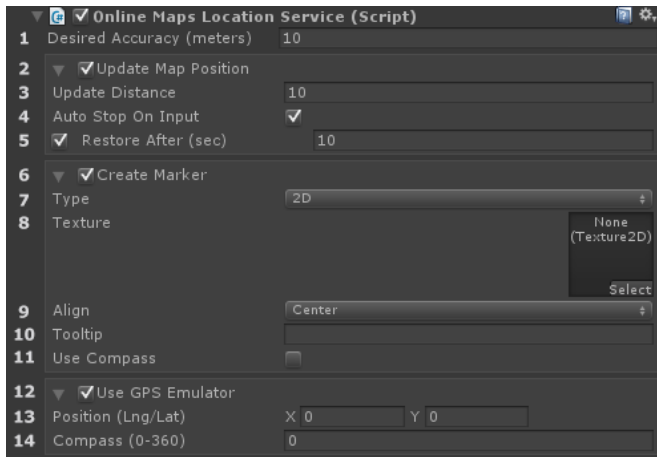 Online Maps Location Service (Script)
1 Desired Accuracy (meters) 10
2 Update Map Position
3 Update Distance 10
4 Auto Stop On Input
5 Restore After (sec) 10
6 Create Marker
7 Type 2D
8 Texture None
(Texture2D)
Select
9 Align Center
10 Tooltip
11 Use Compass
12 Use GPS Emulator
13 Position (Lng/Lat) X 0 Y 0
14 Compass (0-360) 0